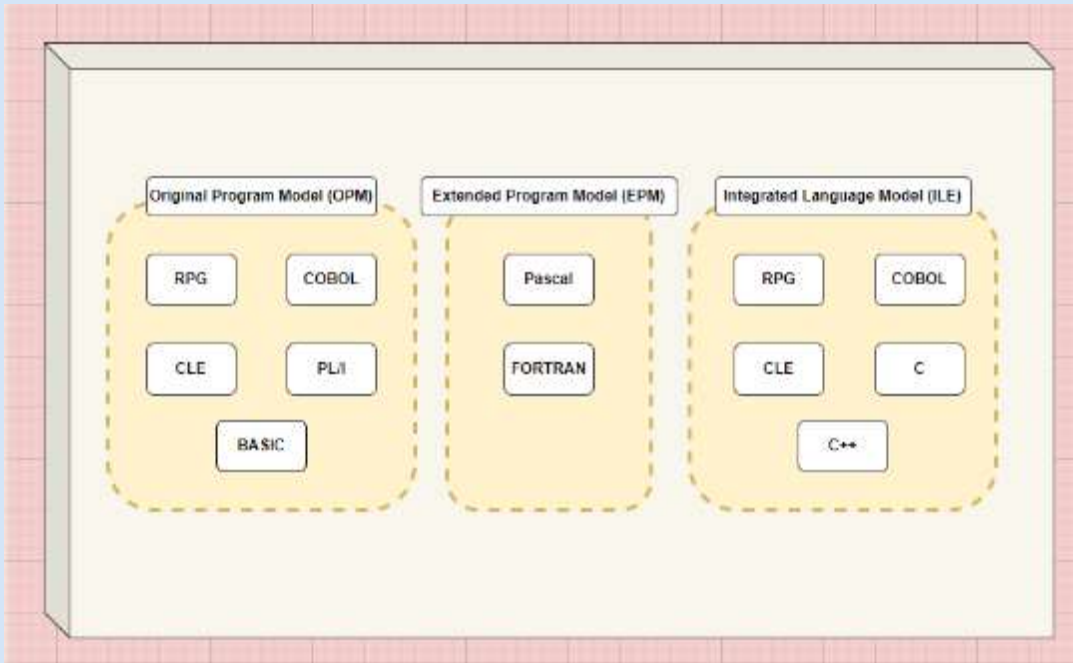 Original Program Model (OPM)
Extended Program Model (EPM)
Integrated Language Model (ILE)
RPG
COBOL
Pascal
RPG
COBOL
CLE
PL/I
FORTRAN
CLE
C
BASIC
C++